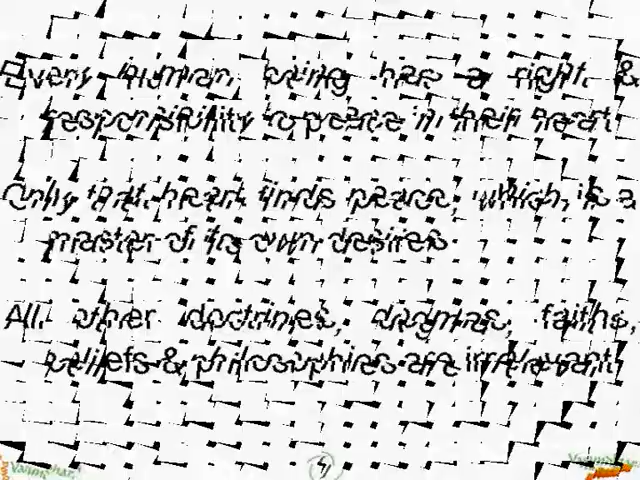 Every human being has a right &
responsibility to peace in their heart
Only that heart finds peace, which is a
master of its own desires
All other doctrines, dogmas, faiths,
beliefs & philosophies are irrelevant